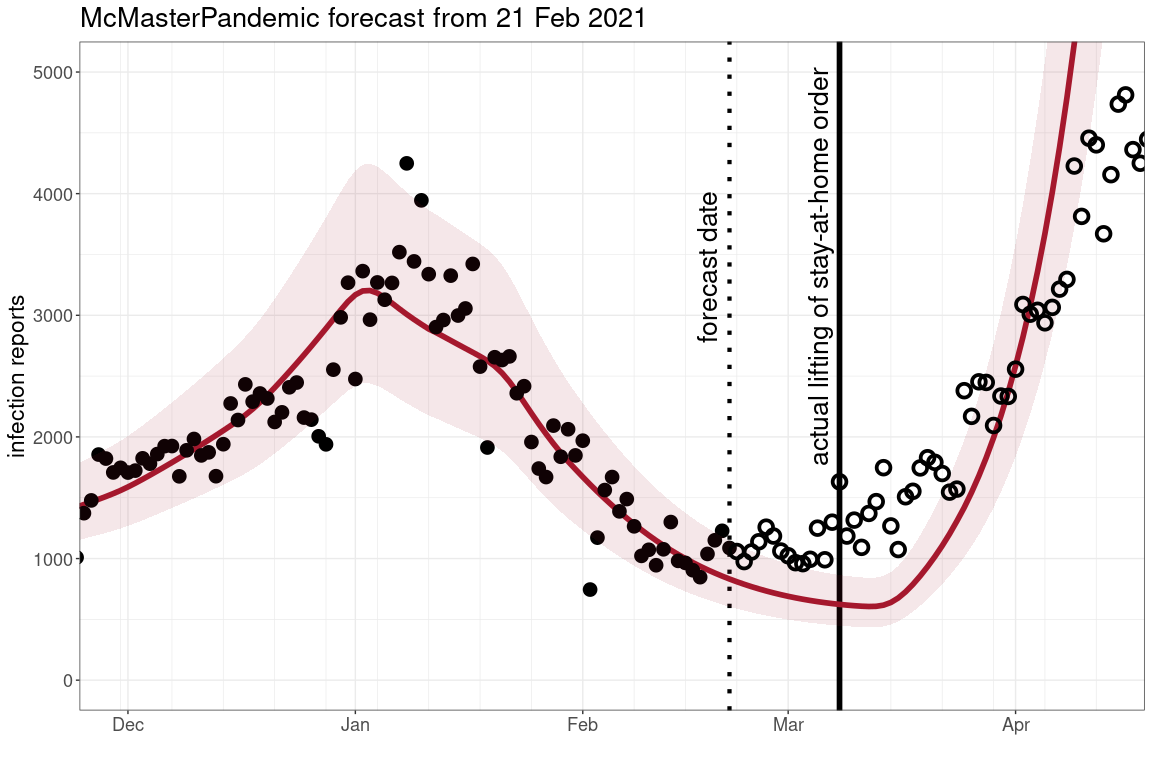 McMasterPandemic forecast from 21 Feb 2021
infection reports
5000
4000
3000
2000
1000
0
forecast date
actual lifting of stay-at-home order
Dec
Jan
Feb
Mar
Apr